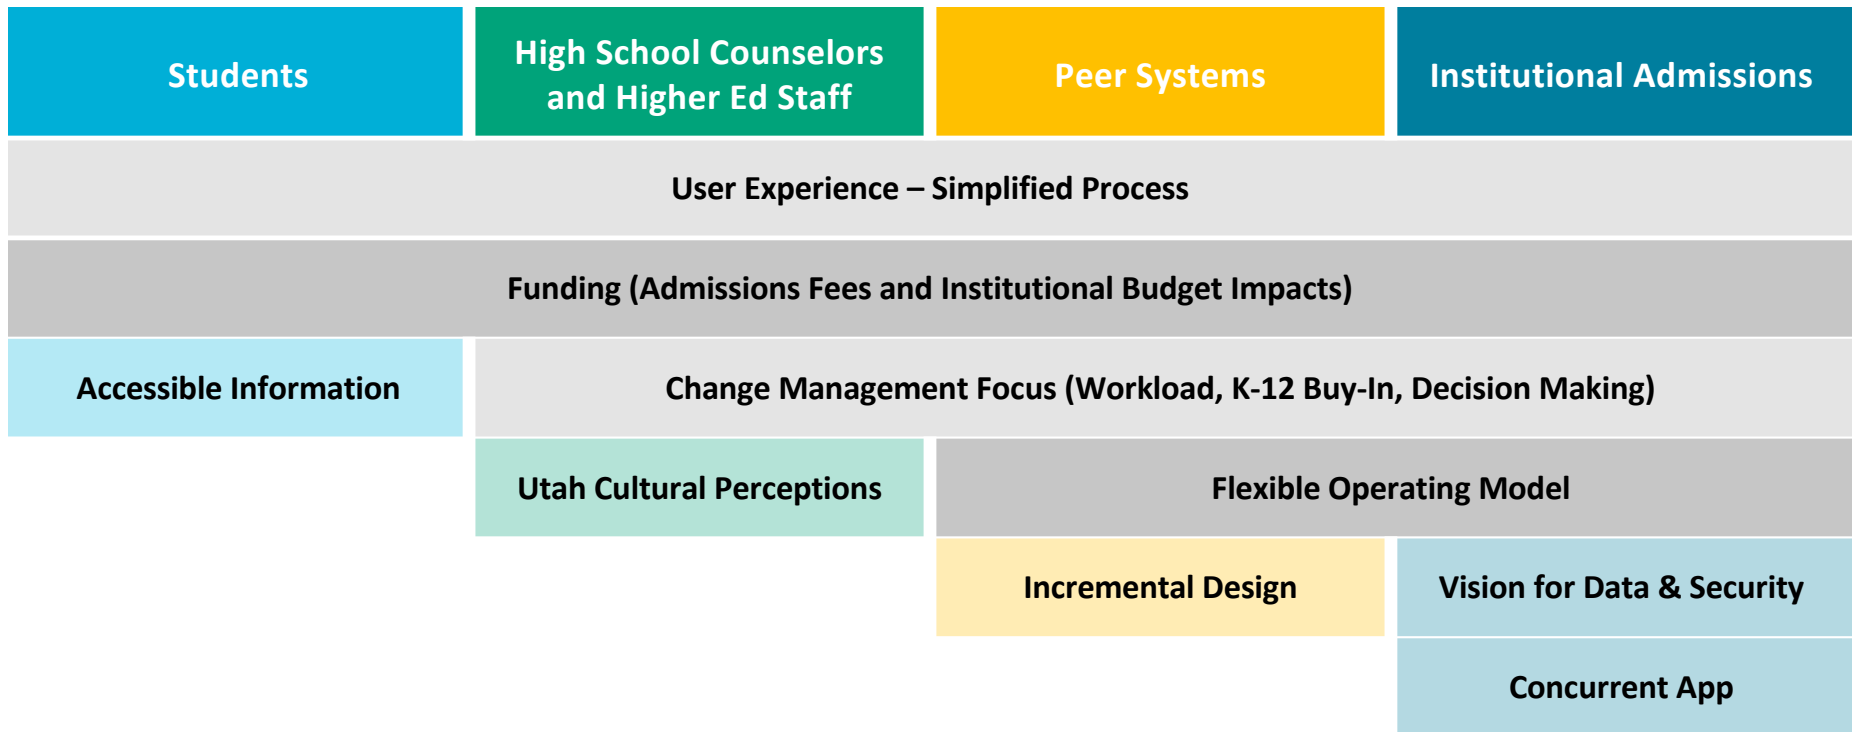 Students
High School Counselors
and Higher Ed Staff
Peer Systems
Institutional Admissions
User Experience – Simplified Process
Funding (Admissions Fees and Institutional Budget Impacts)
Accessible Information
Change Management Focus (Workload, K-12 Buy-In, Decision Making)
Utah Cultural Perceptions
Flexible Operating Model
Incremental Design
Vision for Data & Security
Concurrent App